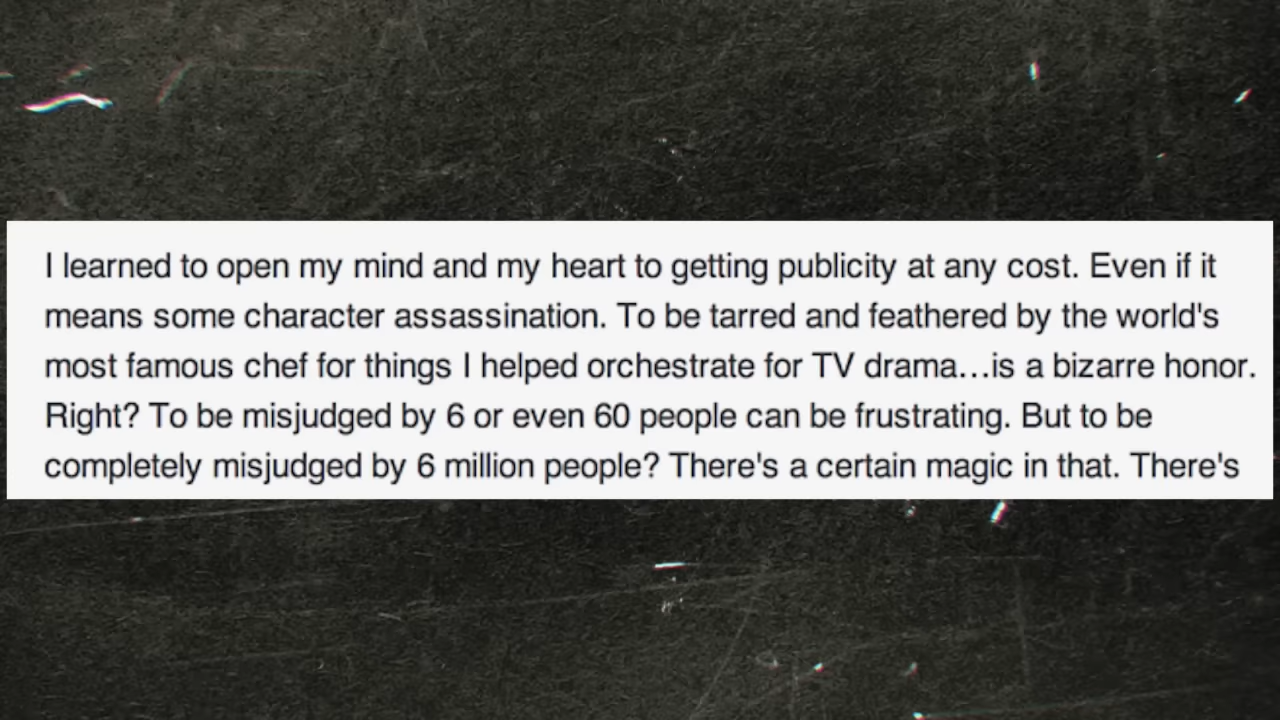 I learned to open my mind and my heart to getting publicity at any cost. Even if it
means some character assassination. To be tarred and feathered by the world's
most famous chef for things I helped orchestrate for TV drama...is a bizarre honor.
Right? To be misjudged by 6 or even 60 people can be frustrating. But to be
completely misjudged by 6 million people? There's a certain magic in that. There's